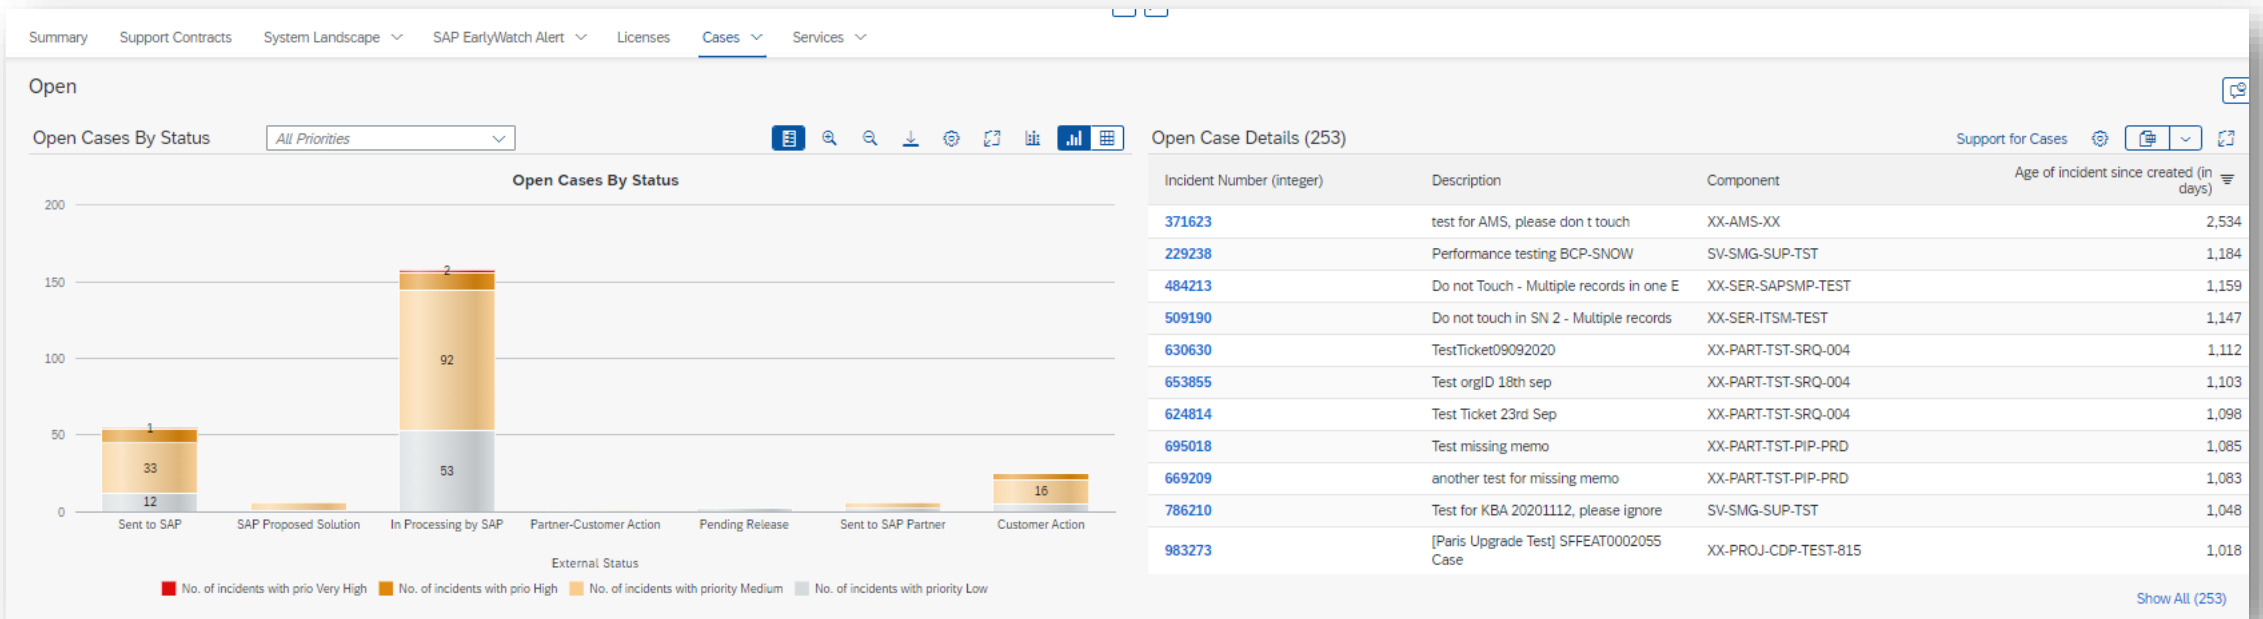 Summary Support Contracts System Landscape SAP EarlyWatch Alert Licenses Cases Services
Open
Open Cases By Status All Priorities
Open Cases By Status
200
150
100
50
0
2
92
53
1
33
12
16
Sent to SAP SAP Proposed Solution In Processing by SAP Partner-Customer Action Pending Release Sent to SAP Partner Customer Action
External Status
No. of incidents with prio Very High No. of incidents with prio High No. of incidents with priority Medium No. of incidents with priority Low
Open Case Details (253) Support for Cases
Incident Number (integer) Description Component Age of incident since created (in
days)
371623 test for AMS, please don t touch XX-AMS-XX 2,534
229238 Performance testing BCP-SNOW SV-SMG-SUP-TST 1,184
484213 Do not Touch - Multiple records in one E XX-SER-SAPSMP-TEST 1,159
509190 Do not touch in SN 2 - Multiple records XX-SER-ITSM-TEST 1,147
630630 TestTicket09092020 XX-PART-TST-SRQ-004 1,112
653855 Test orgID 18th sep XX-PART-TST-SRQ-004 1,103
624814 Test Ticket 23rd Sep XX-PART-TST-SRQ-004 1,098
695018 Test missing memo XX-PART-TST-PIP-PRD 1,085
669209 another test for missing memo XX-PART-TST-PIP-PRD 1,083
786210 Test for KBA 20201112, please ignore SV-SMG-SUP-TST 1,048
983273 [Paris Upgrade Test] SFFEAT0002055
Case XX-PROJ-CDP-TEST-815 1,018
Show All (253)